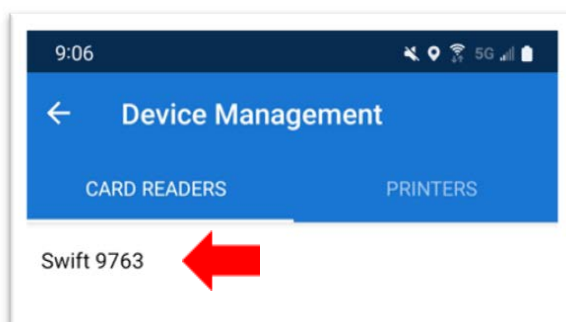 9:06 5G
Device Management
CARD READERS PRINTERS
Swift 9763